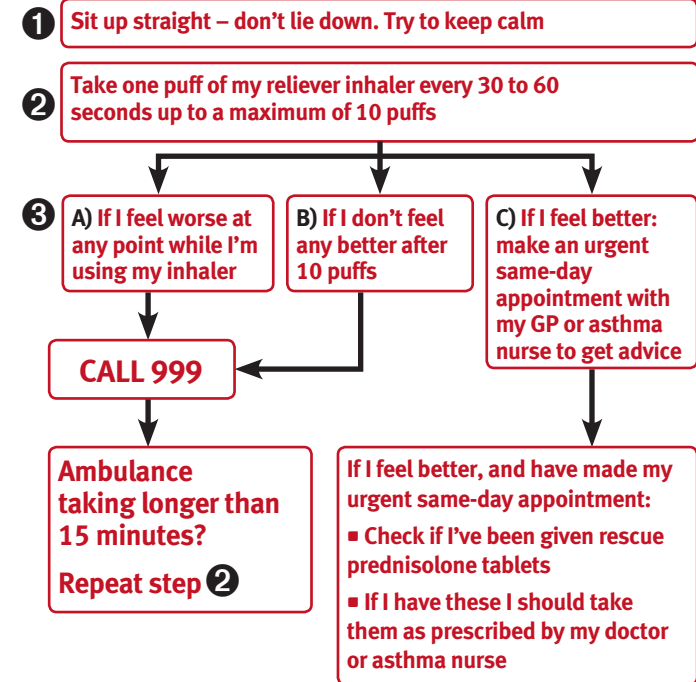 1 Sit up straight – don't lie down. Try to keep calm
2 Take one puff of my reliever inhaler every 30 to 60
seconds up to a maximum of 10 puffs
3 A) If I feel worse at
any point while I'm
using my inhaler
B) If I don't feel
any better after
10 puffs
C) If I feel better:
make an urgent
same-day
appointment with
my GP or asthma
nurse to get advice
CALL 999
Ambulance
taking longer than
15 minutes?
Repeat step 2
If I feel better, and have made my
urgent same-day appointment:
▪ Check if I've been given rescue
prednisolone tablets
▪ If I have these I should take
them as prescribed by my doctor
or asthma nurse